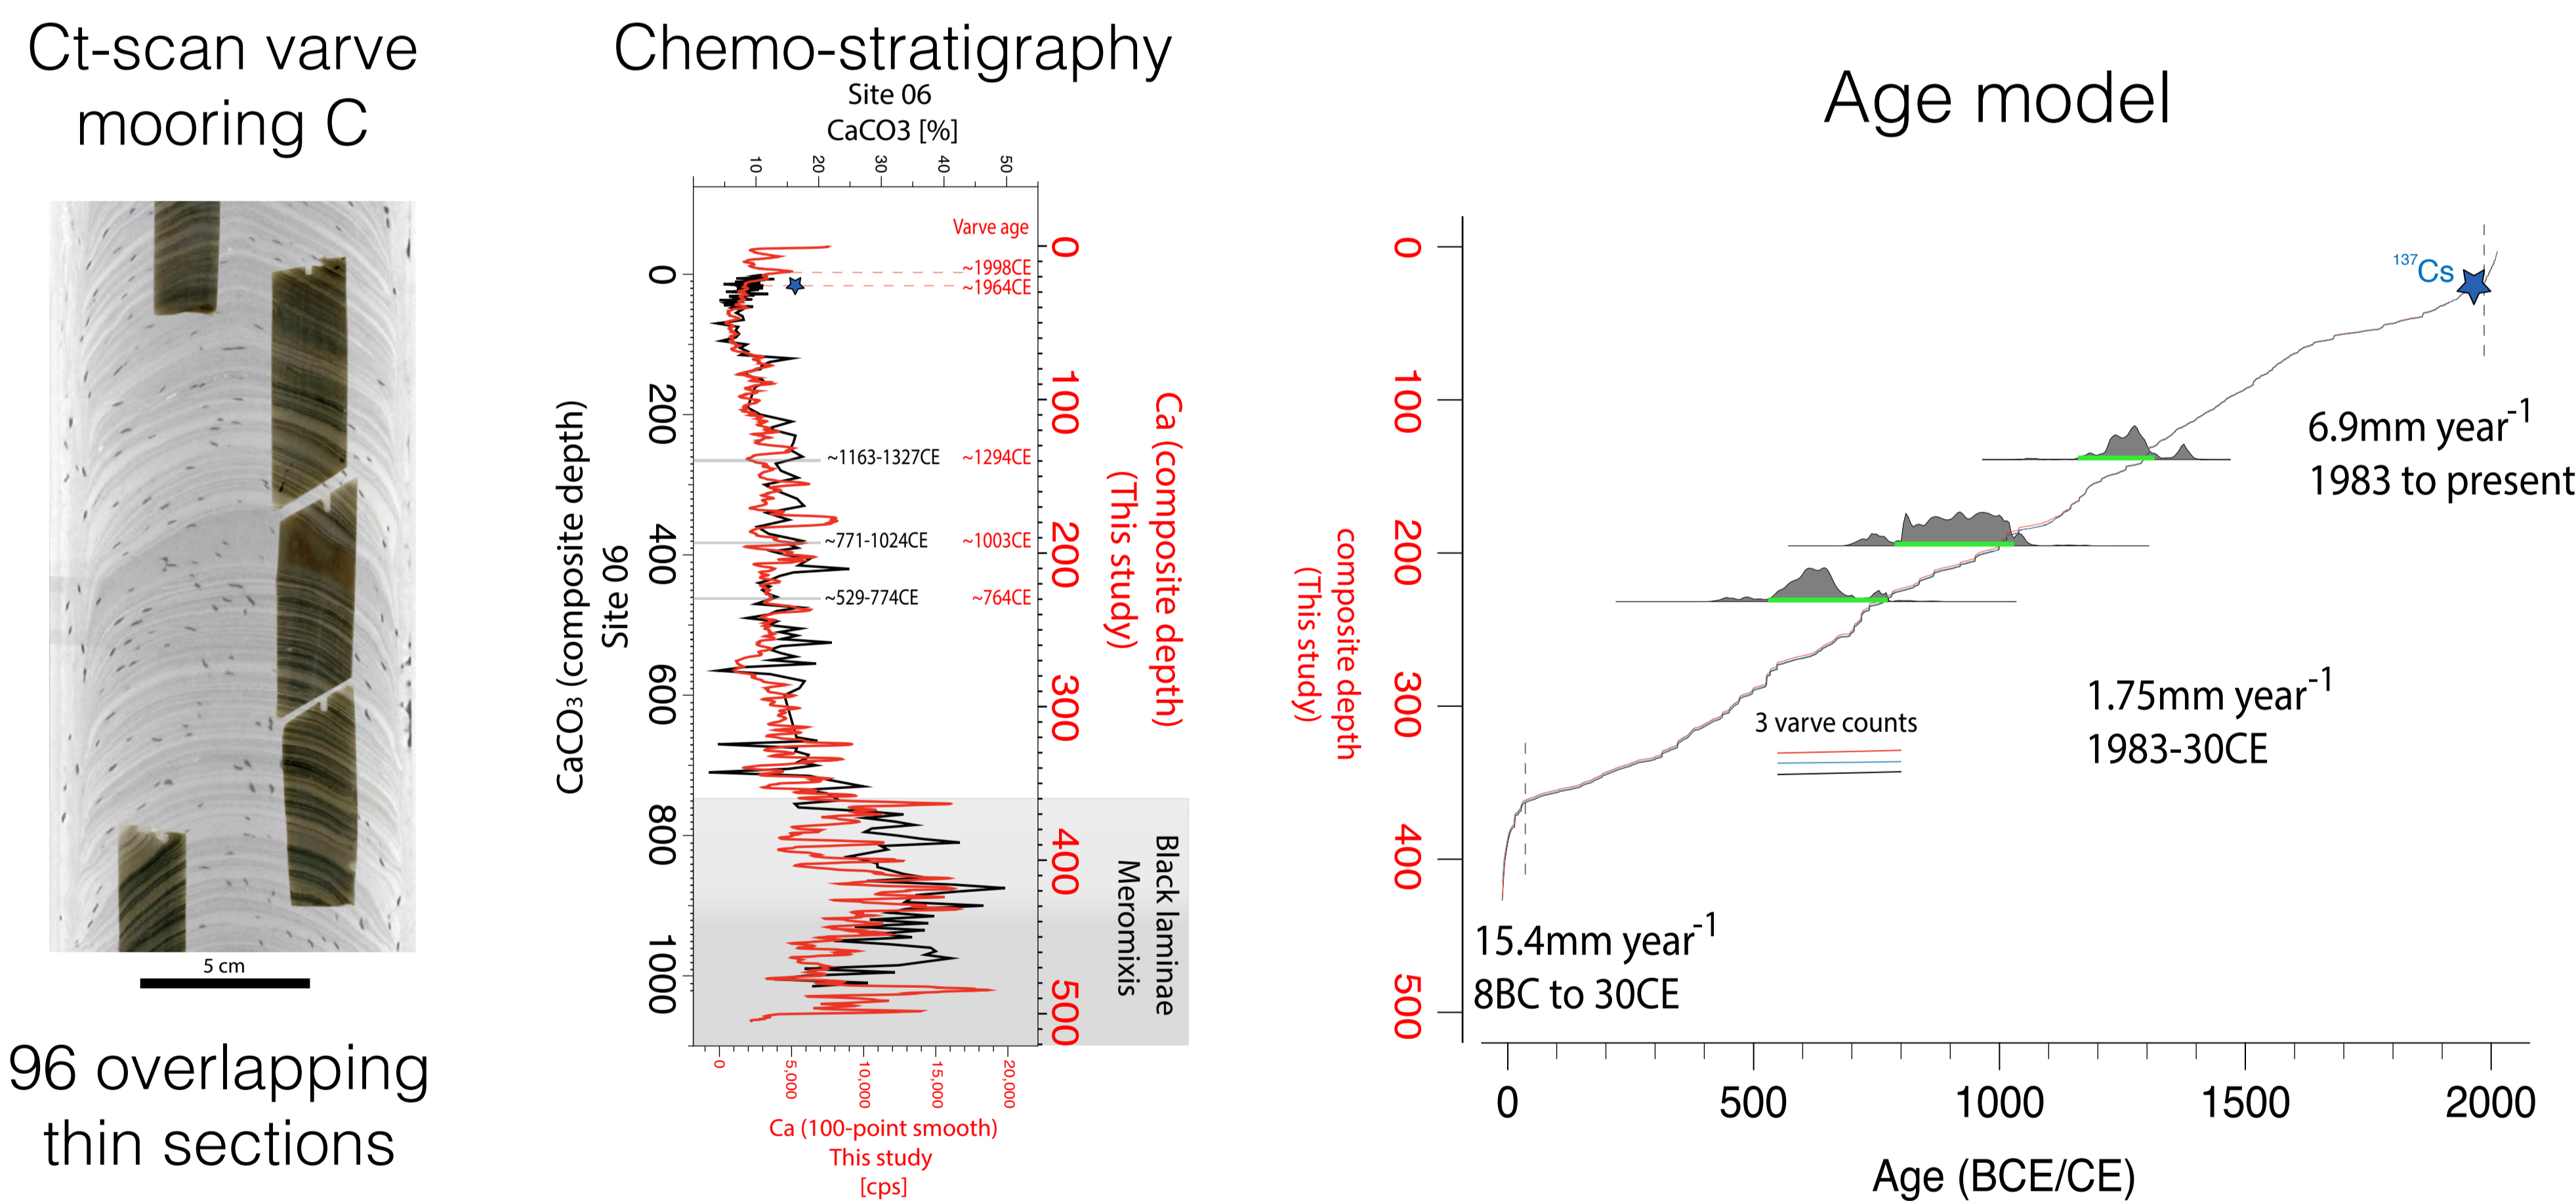 Ct-scan varve
mooring C
5 cm
96 overlapping
thin sections
Chemo-stratigraphy
Site 06
CaCO3 [%]
10 20 30 40 50
Varve age
~1998CE
~1964CE
~1163-1327CE ~1294CE
~771-1024CE ~1003CE
~529-774CE ~764CE
CaCO₃ (composite depth)
Site 06
0
200
400
600
800
1000
0
100
200
300
400
500
Ca (composite depth)
(This study)
Black laminae
Meromixis
0 5,000 10,000 15,000 20,000
Ca (100-point smooth)
This study
[cps]
Age model
composite depth
(This study)
0
100
200
300
400
500
¹³⁷Cs
6.9mm year⁻¹
1983 to present
1.75mm year⁻¹
1983-30CE
3 varve counts
15.4mm year⁻¹
8BC to 30CE
0 500 1000 1500 2000
Age (BCE/CE)